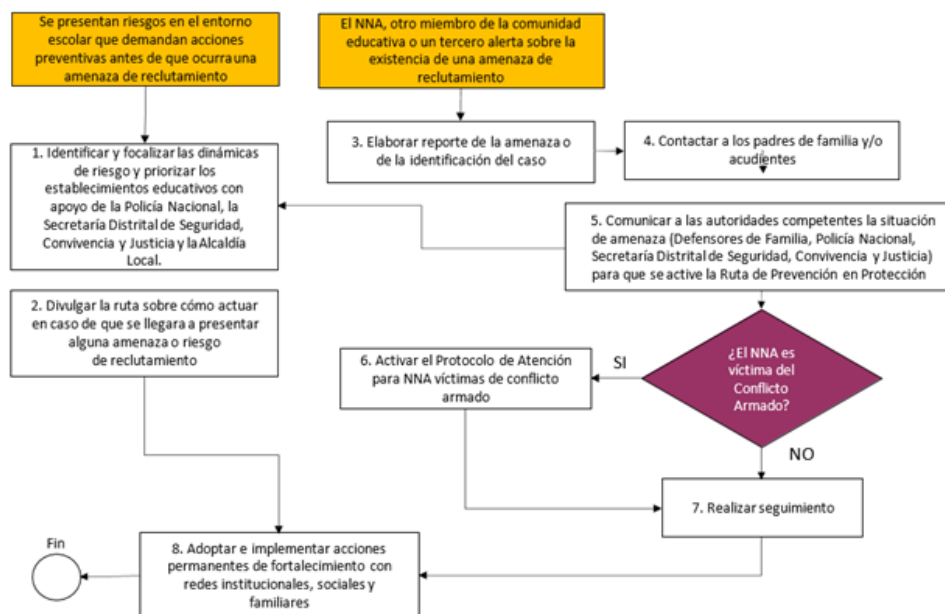 Se presentan riesgos en el entorno
escolar que demandan acciones
preventivas antes de que ocurra una
amenaza de reclutamiento
El NNA, otro miembro de la comunidad
educativa o un tercero alerta sobre la
existencia de una amenaza de
reclutamiento
3. Elaborar reporte de la amenaza o
de la identificación del caso
4. Contactar a los padres de familia y/o
acudientes
1. Identificar y focalizar las dinámicas
de riesgo y priorizar los
establecimientos educativos con
apoyo de la Policía Nacional, la
Secretaría Distrital de Seguridad,
Convivencia y Justicia y la Alcaldía
Local.
5. Comunicar a las autoridades competentes la situación
de amenaza (Defensores de Familia, Policía Nacional,
Secretaría Distrital de Seguridad, Convivencia y Justicia)
para que se active la Ruta de Prevención en Protección
2. Divulgar la ruta sobre cómo actuar
en caso de que se llegara a presentar
alguna amenaza o riesgo
de reclutamiento
¿El NNA es
víctima del
Conflicto
Armado?
SI
6. Activar el Protocolo de Atención
para NNA víctimas de conflicto
armado
NO
7. Realizar seguimiento
8. Adoptar e implementar acciones
permanentes de fortalecimiento con
redes institucionales, sociales y
familiares
Fin